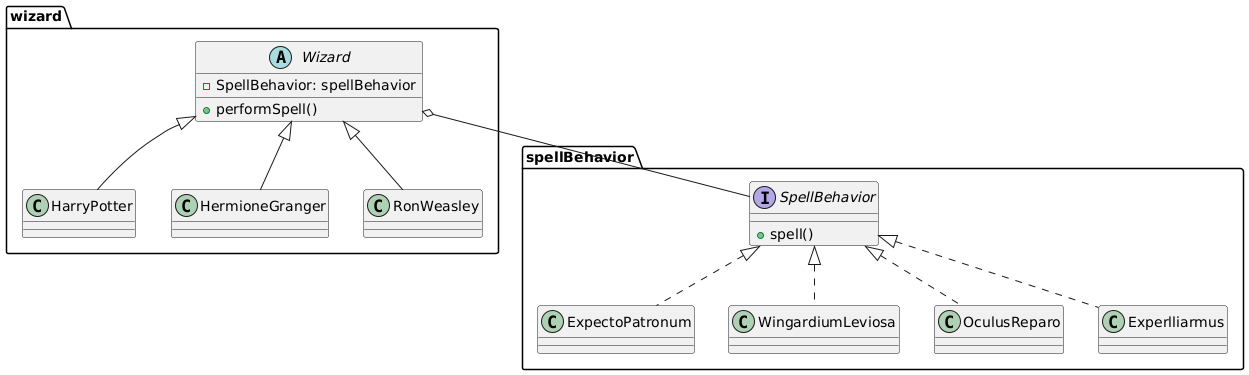 wizard
A Wizard
SpellBehavior: spellBehavior
performSpell()
C HarryPotter
C HermioneGranger
C RonWeasley
spellBehavior
I SpellBehavior
spell()
C ExpectoPatronum
C WingardiumLeviosa
C OculusReparo
C Experlliarmus